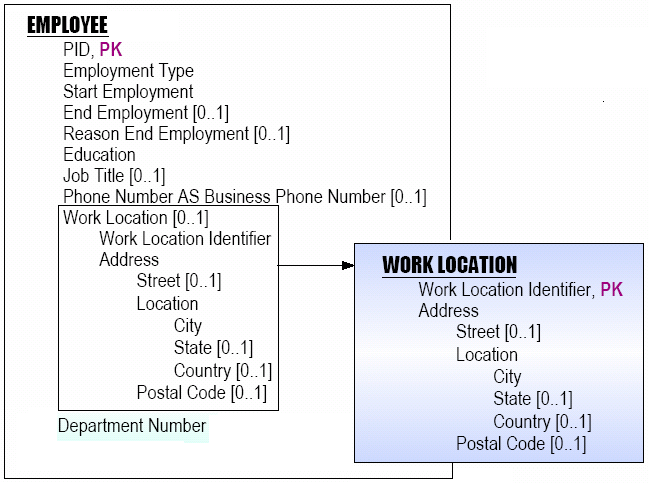 EMPLOYEE
PID, PK
Employment Type
Start Employment
End Employment [0..1]
Reason End Employment [0..1]
Education
Job Title [0..1]
Phone Number AS Business Phone Number [0..1]
Work Location [0..1]
Work Location Identifier
Address
Street [0..1]
Location
City
State [0..1]
Country [0..1]
Postal Code [0..1]
Department Number
WORK LOCATION
Work Location Identifier, PK
Address
Street [0..1]
Location
City
State [0..1]
Country [0..1]
Postal Code [0..1]